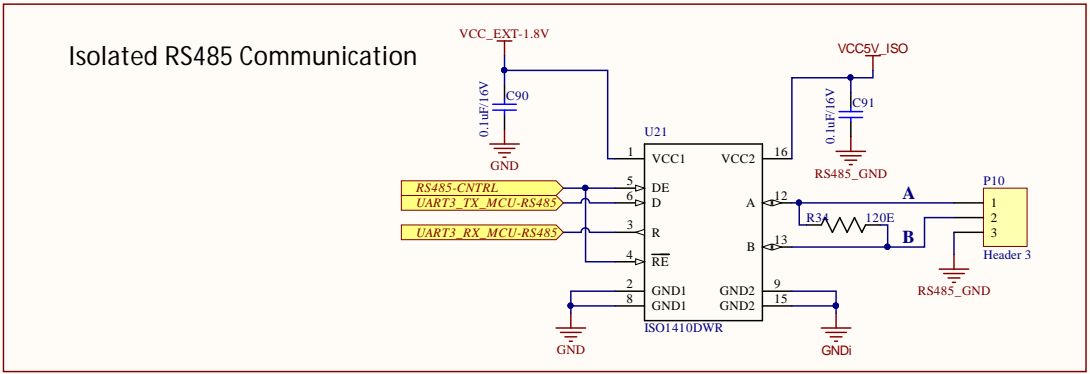 Isolated RS485 Communication
VCC_EXT-1.8V
0.1uF/16V
C90
GND
VCC5V_ISO
0.1uF/16V
C91
RS485_GND
U21
1 VCC1 VCC2 16
RS485-CNTRL 5 DE
UART3_TX_MCU-RS485 6 D A 12
UART3_RX_MCU-RS485 3 R
B 13
4 RE
2 GND1 GND2 9
8 GND1 GND2 15
ISO1410DWR
GND
GNDi
A
R34 120E
B
P10
1
2
3
Header 3
RS485_GND